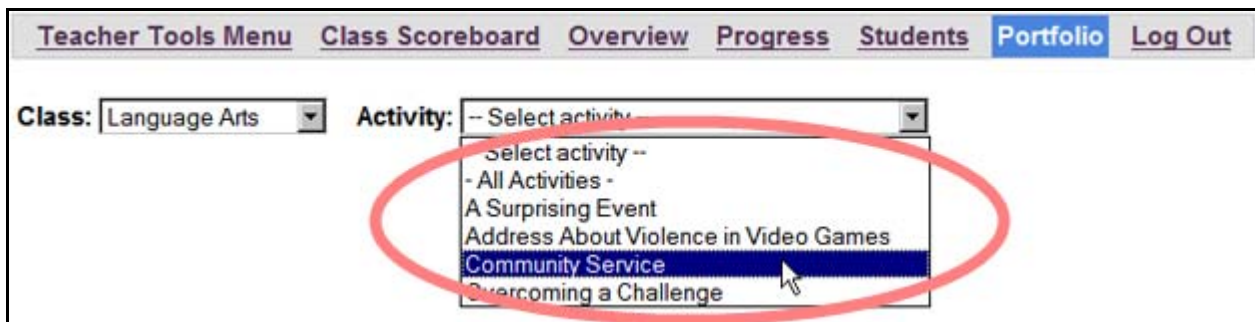 Teacher Tools Menu Class Scoreboard Overview Progress Students Portfolio Log Out
Class: Language Arts Activity: -- Select activity --
-- Select activity --
- All Activities -
A Surprising Event
Address About Violence in Video Games
Community Service
Overcoming a Challenge